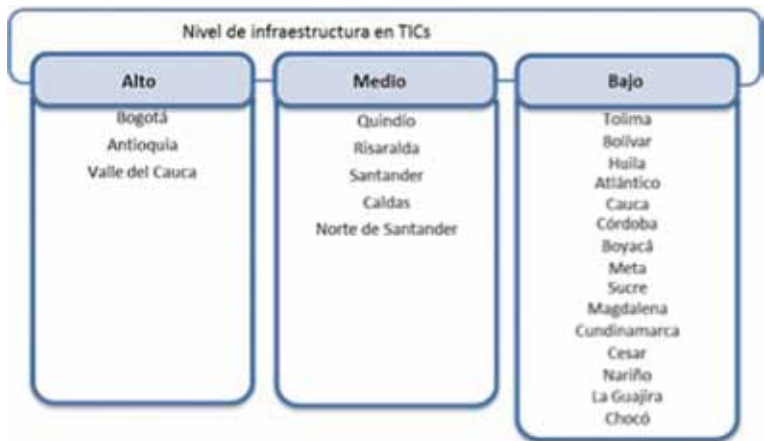 Nivel de infraestructura en TICs
Alto
Bogotá
Antioquia
Valle del Cauca
Medio
Quindío
Risaralda
Santander
Caldas
Norte de Santander
Bajo
Tolima
Bolívar
Huila
Atlántico
Cauca
Córdoba
Boyacá
Meta
Sucre
Magdalena
Cundinamarca
Cesar
Nariño
La Guajira
Chocó